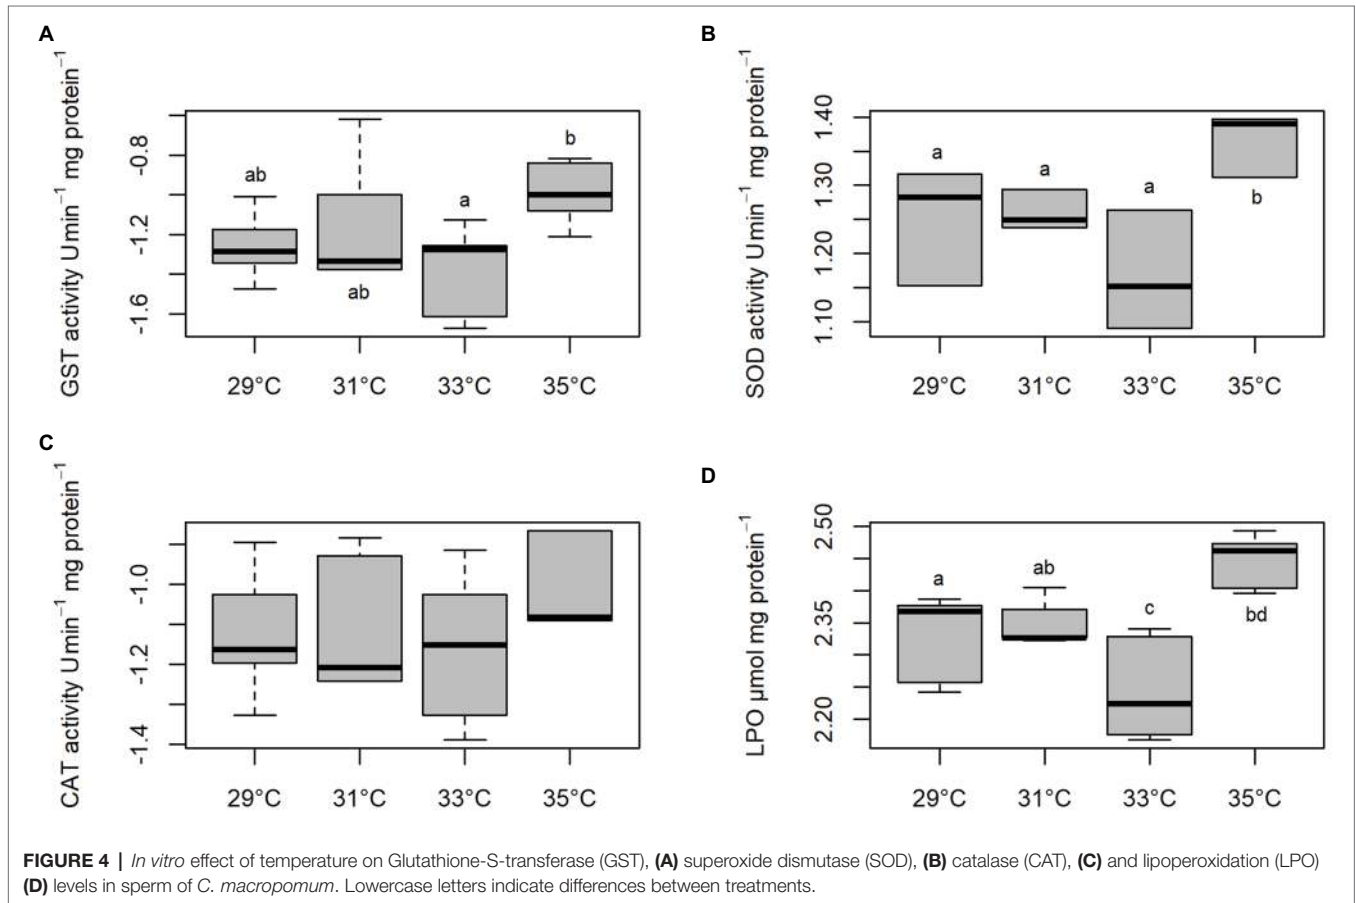 A
GST activity Umin⁻¹ mg protein⁻¹
-0.8
-1.2
-1.6
ab
ab
a
b
29°C 31°C 33°C 35°C
B
SOD activity Umin⁻¹ mg protein⁻¹
1.40
1.30
1.20
1.10
a
a
a
b
29°C 31°C 33°C 35°C
C
CAT activity Umin⁻¹ mg protein⁻¹
-1.0
-1.2
-1.4
29°C 31°C 33°C 35°C
D
LPO µmol mg protein⁻¹
2.50
2.35
2.20
a
ab
c
bd
29°C 31°C 33°C 35°C
FIGURE 4 | In vitro effect of temperature on Glutathione-S-transferase (GST), (A) superoxide dismutase (SOD), (B) catalase (CAT), (C) and lipoperoxidation (LPO)
(D) levels in sperm of C. macropomum. Lowercase letters indicate differences between treatments.